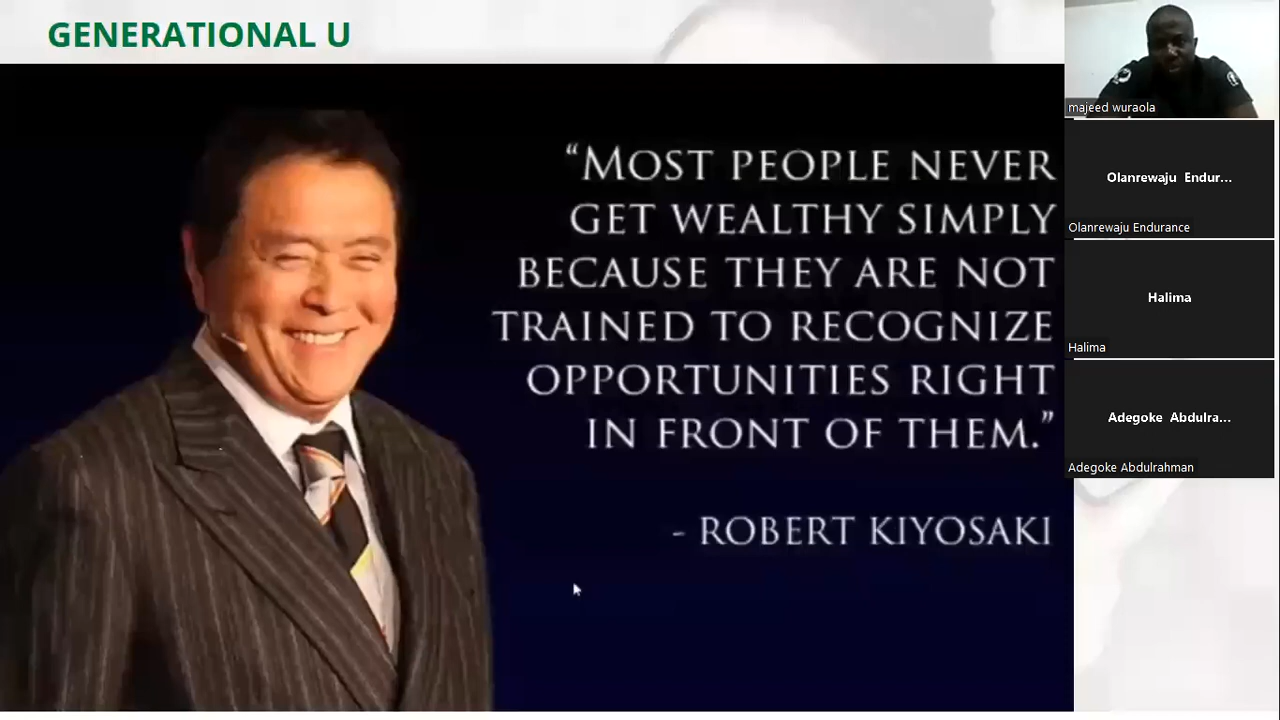 GENERATIONAL U
“MOST PEOPLE NEVER
GET WEALTHY SIMPLY
BECAUSE THEY ARE NOT
TRAINED TO RECOGNIZE
OPPORTUNITIES RIGHT
IN FRONT OF THEM.”
- ROBERT KIYOSAKI
majeed wuraola
Olanrewaju Endur...
Olanrewaju Endurance
Halima
Halima
Adegoke Abdulra...
Adegoke Abdulrahman